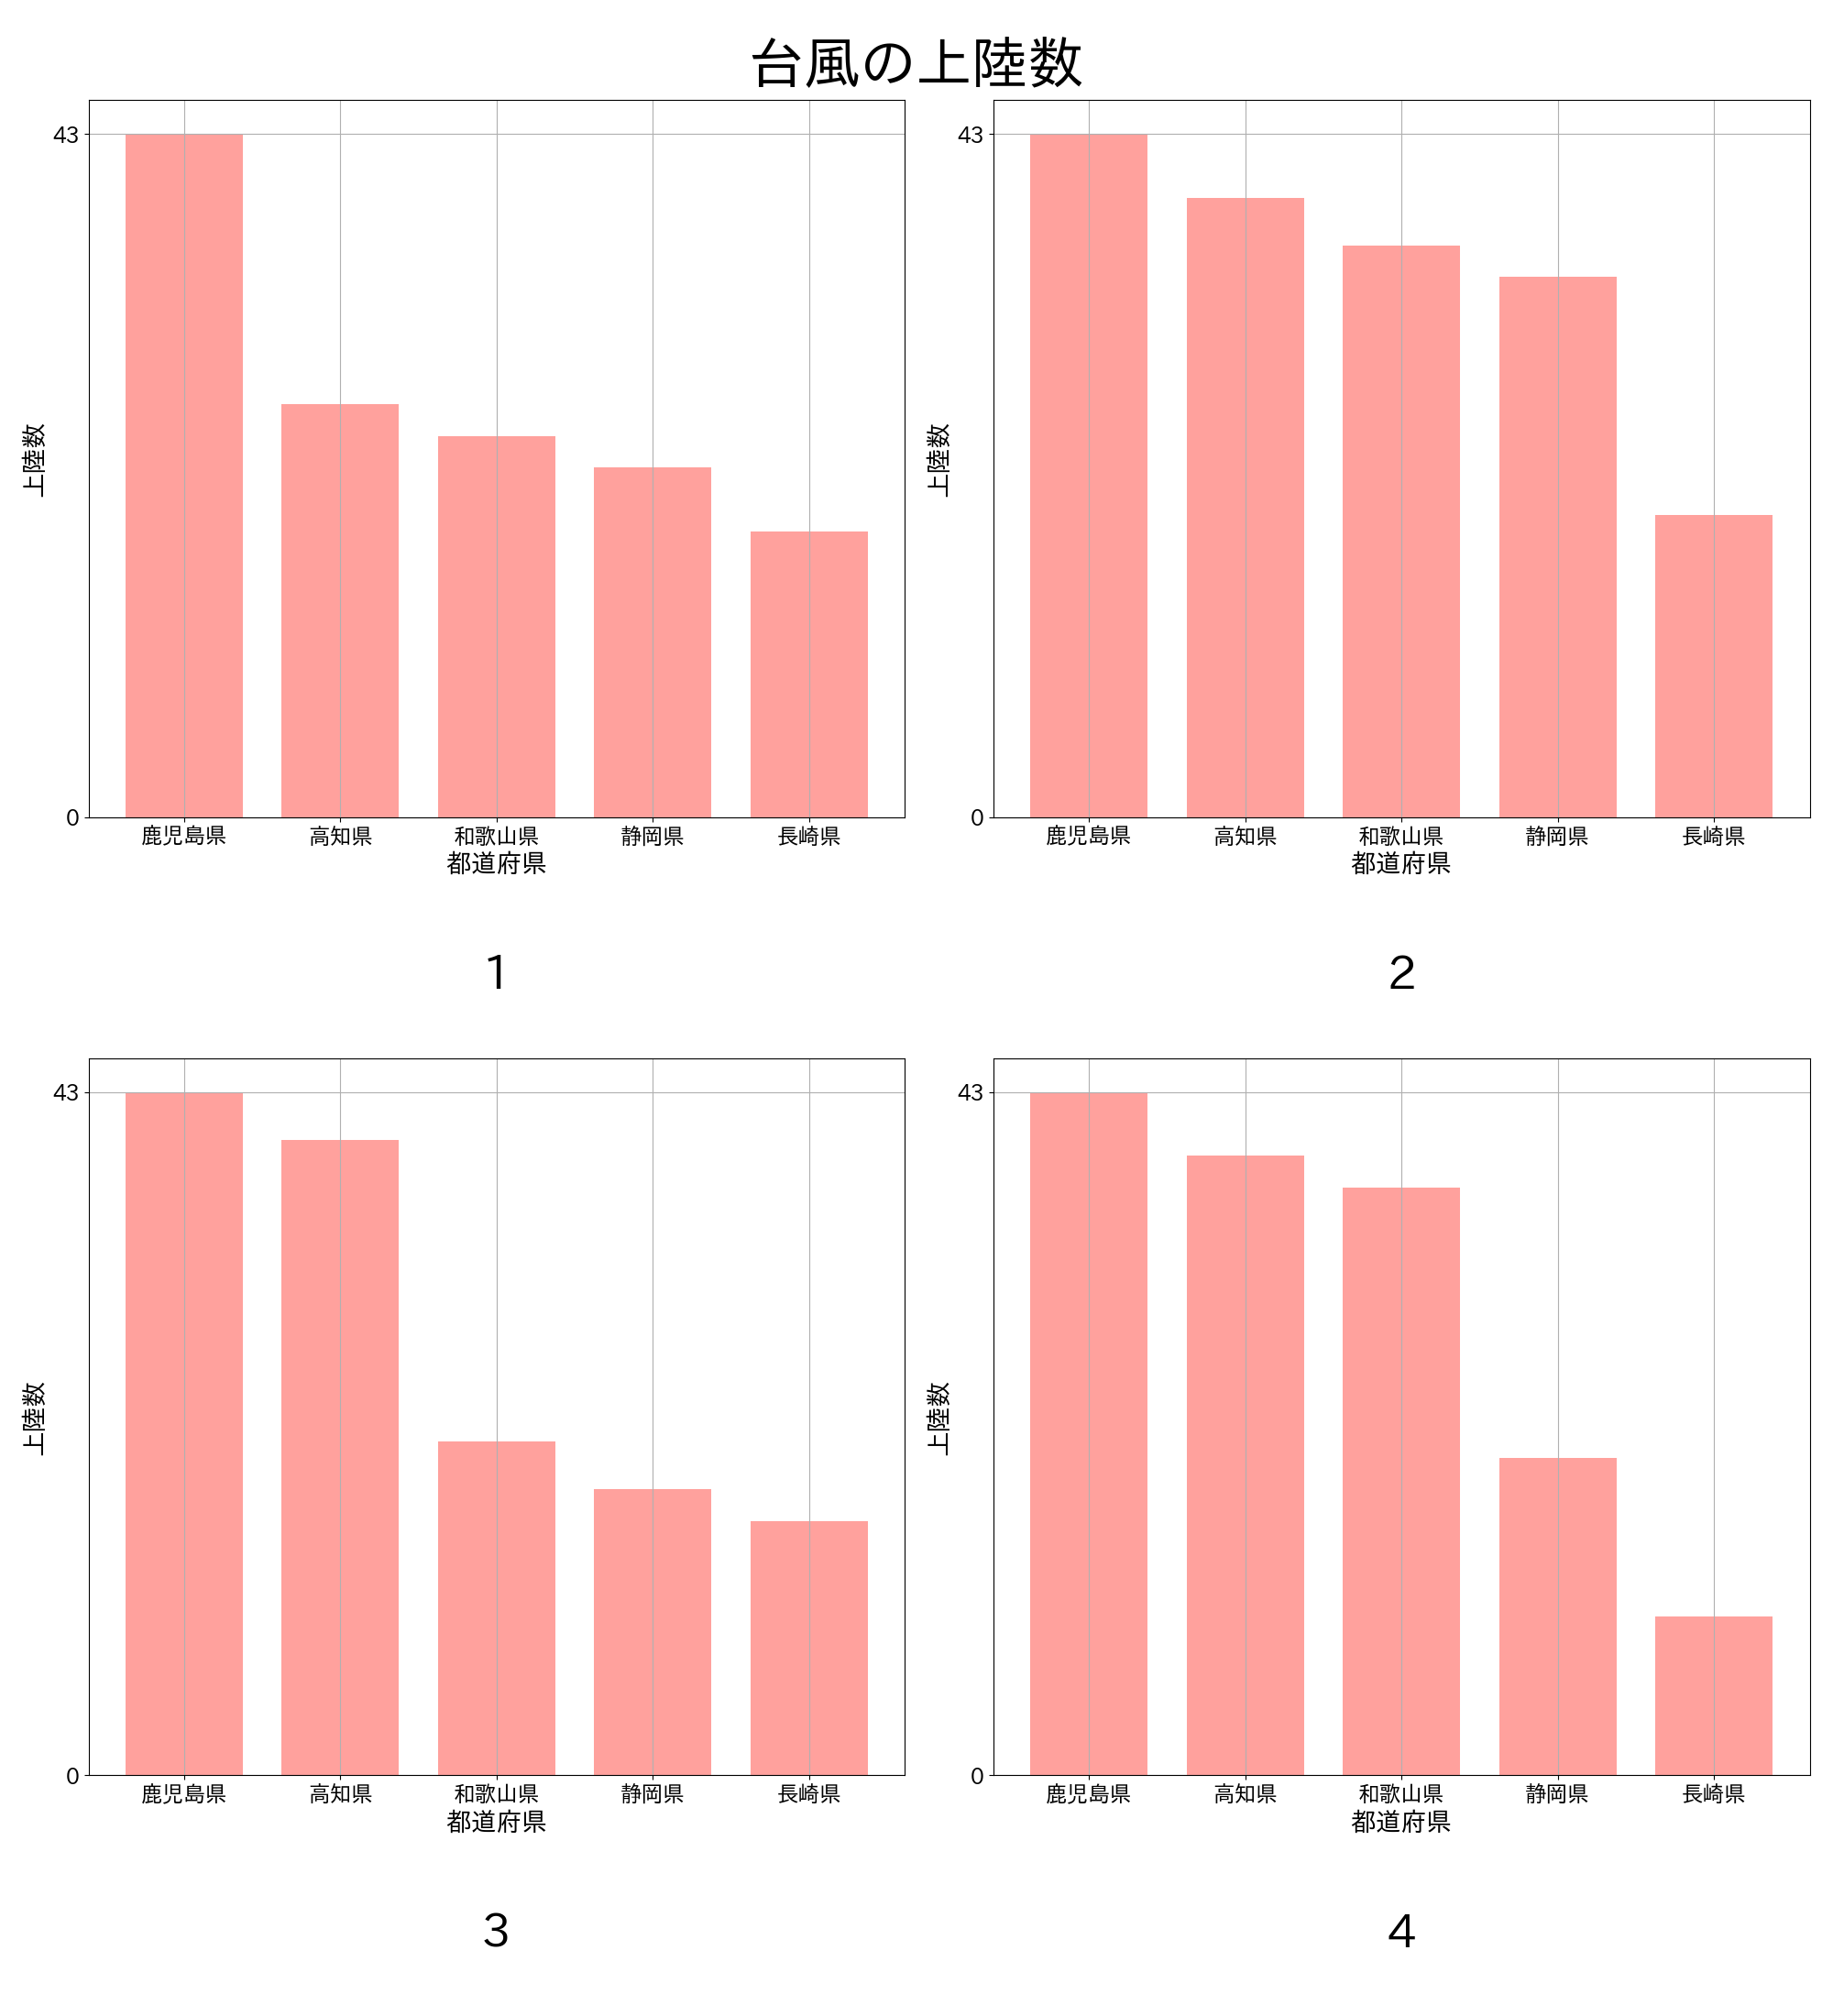 台風の上陸数
43
0
上陸数
鹿児島県 高知県 和歌山県 静岡県 長崎県
都道府県
1
43
0
上陸数
鹿児島県 高知県 和歌山県 静岡県 長崎県
都道府県
2
43
0
上陸数
鹿児島県 高知県 和歌山県 静岡県 長崎県
都道府県
3
43
0
上陸数
鹿児島県 高知県 和歌山県 静岡県 長崎県
都道府県
4